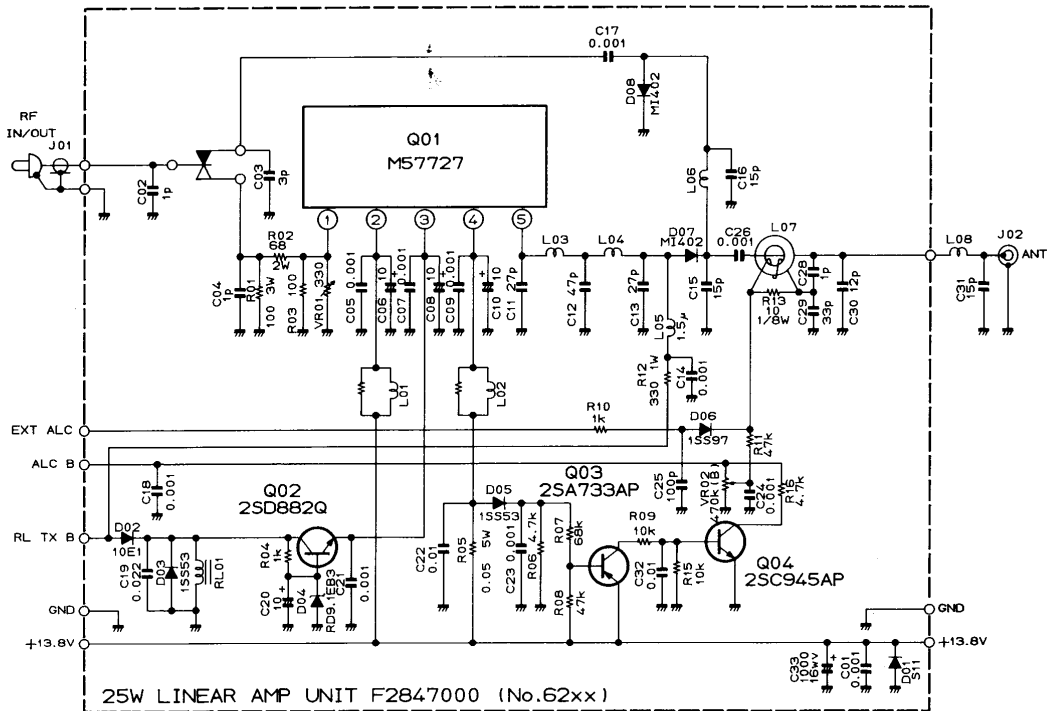 C17
0.001
D08
MI402
RF
IN/OUT
J01
Q01
M57727
C03
3p
C02
1p
L06
C16
15p
1
2
3
4
5
R02
68
2W
L03
L04
D07
MI402
C26
0.001
L07
L08
J02
ANT
C04
1p
R01
100 3W
R03
100
VR01
330
C05
0.001
C06
10
C07
0.001
C08
10
C09
0.001
C10
10
C11
27p
C12
47p
C13
27p
C15
15p
C28
1p
R13
10
1/8W
C29
33p
C30
12p
C31
15p
L05
1.5μ
R12
330 1W
C14
0.001
L01
L02
EXT ALC
R10
1k
D06
1SS97
R11
47k
ALC B
C18
0.001
Q02
2SD882Q
Q03
2SA733AP
C25
100p
VR02
47k(B)
C24
0.001
R16
4.7k
D05
1SS53
RL TX B
D02
10E1
C19
0.022
D03
1SS53
RL01
R04
1k
C20
10
D04
RD9.1EB3
C21
0.001
C22
0.01
R05
0.05 5W
C23
0.001
R06
4.7k
R07
68k
R08
47k
R09
10k
C32
0.01
R15
10k
Q04
2SC945AP
GND
GND
+13.8V
+13.8V
C33
1000
16wv
C01
0.001
D01
S11
25W LINEAR AMP UNIT F2847000 (No.62xx)